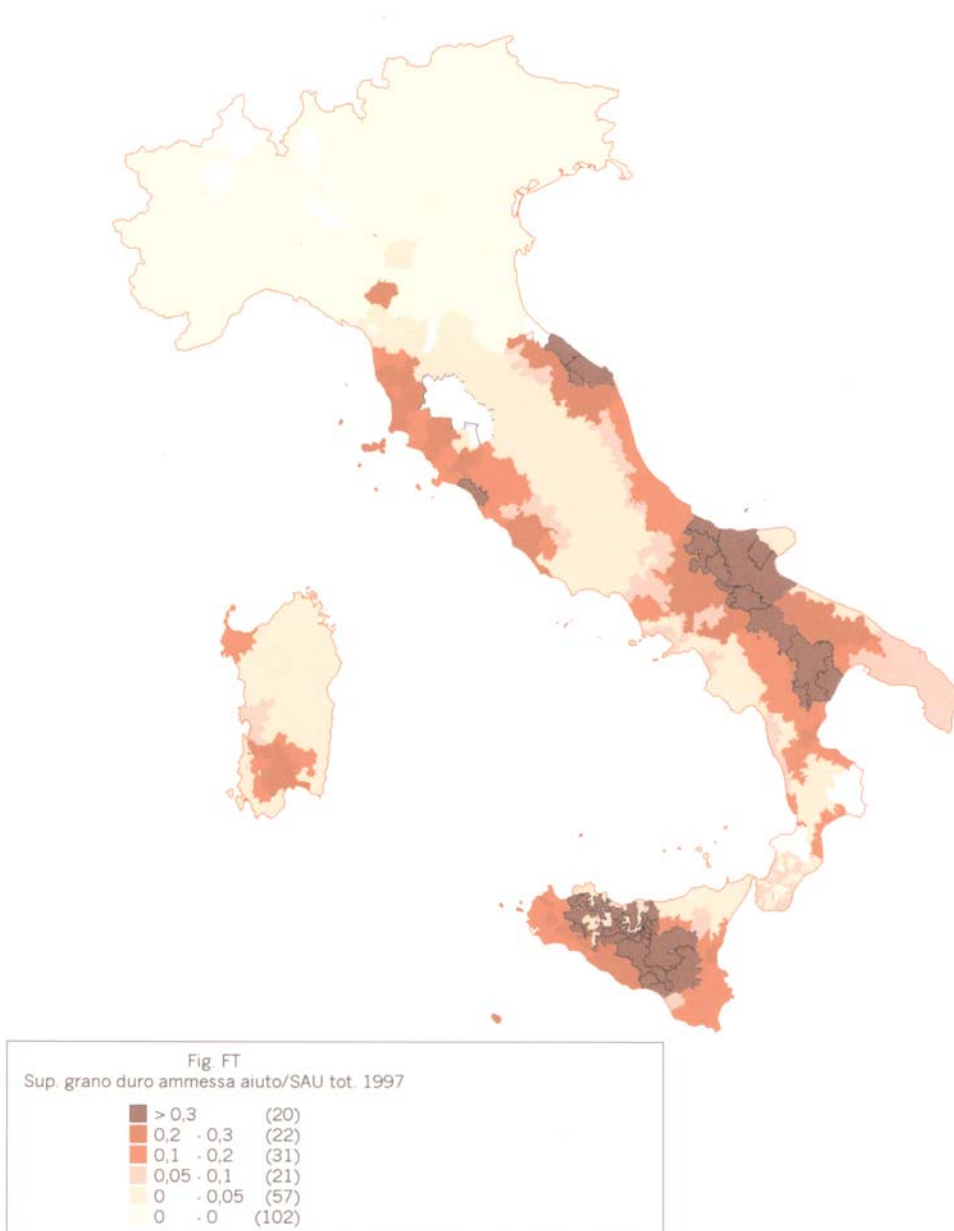 Fig. FT
Sup. grano duro ammessa aiuto/SAU tot. 1997
> 0,3 (20)
0,2 - 0,3 (22)
0,1 - 0,2 (31)
0,05 - 0,1 (21)
0 - 0,05 (57)
0 - 0 (102)